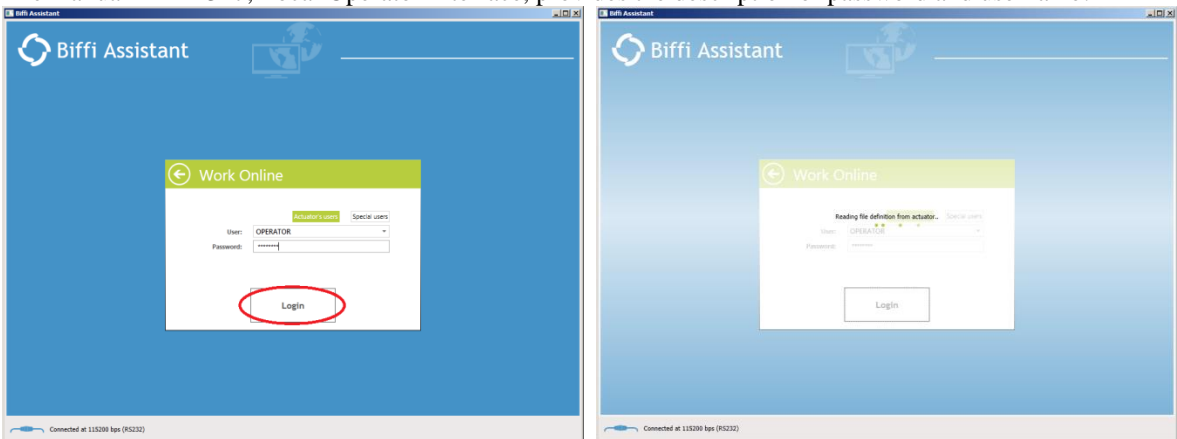 Biffi Assistant
Biffi Assistant
Work Online
Actuator's users
Special users
User:
OPERATOR
Password:
********
Login
Connected at 115200 bps (RS232)
Biffi Assistant
Biffi Assistant
Work Online
Reading file definition from actuator..
Special users
User:
OPERATOR
Password:
********
Login
Connected at 115200 bps (RS232)